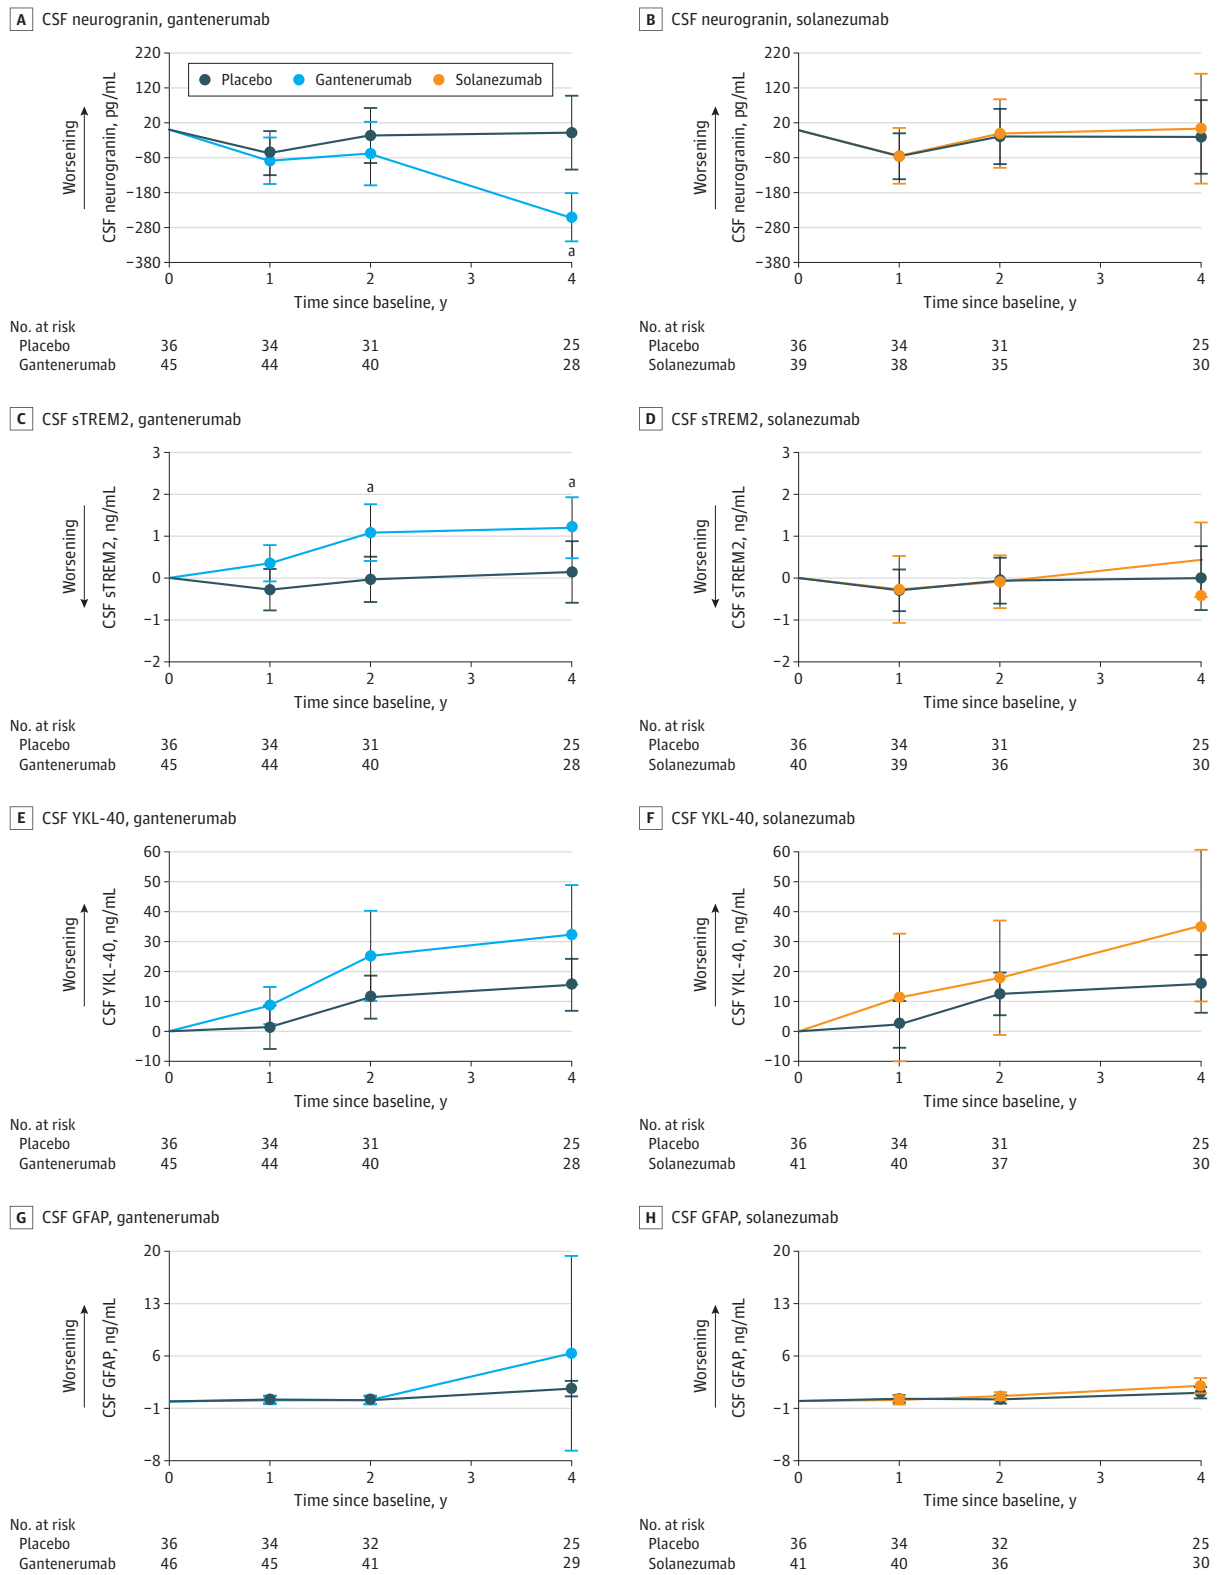 A CSF neurogranin, gantenerumab
220
120
20
−80
−180
−280
−380
Worsening
CSF neurogranin, pg/mL
Placebo Gantenerumab Solanezumab
a
0 1 2 3 4
Time since baseline, y
No. at risk
Placebo 36 34 31 25
Gantenerumab 45 44 40 28
B CSF neurogranin, solanezumab
220
120
20
−80
−180
−280
−380
Worsening
CSF neurogranin, pg/mL
0 1 2 3 4
Time since baseline, y
No. at risk
Placebo 36 34 31 25
Solanezumab 39 38 35 30
C CSF sTREM2, gantenerumab
3
2
1
0
−1
−2
Worsening
CSF sTREM2, ng/mL
a a
0 1 2 3 4
Time since baseline, y
No. at risk
Placebo 36 34 31 25
Gantenerumab 45 44 40 28
D CSF sTREM2, solanezumab
3
2
1
0
−1
−2
Worsening
CSF sTREM2, ng/mL
0 1 2 3 4
Time since baseline, y
No. at risk
Placebo 36 34 31 25
Solanezumab 40 39 36 30
E CSF YKL-40, gantenerumab
60
50
40
30
20
10
0
−10
Worsening
CSF YKL-40, ng/mL
0 1 2 3 4
Time since baseline, y
No. at risk
Placebo 36 34 31 25
Gantenerumab 45 44 40 28
F CSF YKL-40, solanezumab
60
50
40
30
20
10
0
−10
Worsening
CSF YKL-40, ng/mL
0 1 2 3 4
Time since baseline, y
No. at risk
Placebo 36 34 31 25
Solanezumab 41 40 37 30
G CSF GFAP, gantenerumab
20
13
6
−1
−8
Worsening
CSF GFAP, ng/mL
0 1 2 3 4
Time since baseline, y
No. at risk
Placebo 36 34 32 25
Gantenerumab 46 45 41 29
H CSF GFAP, solanezumab
20
13
6
−1
−8
Worsening
CSF GFAP, ng/mL
0 1 2 3 4
Time since baseline, y
No. at risk
Placebo 36 34 32 25
Solanezumab 41 40 36 30